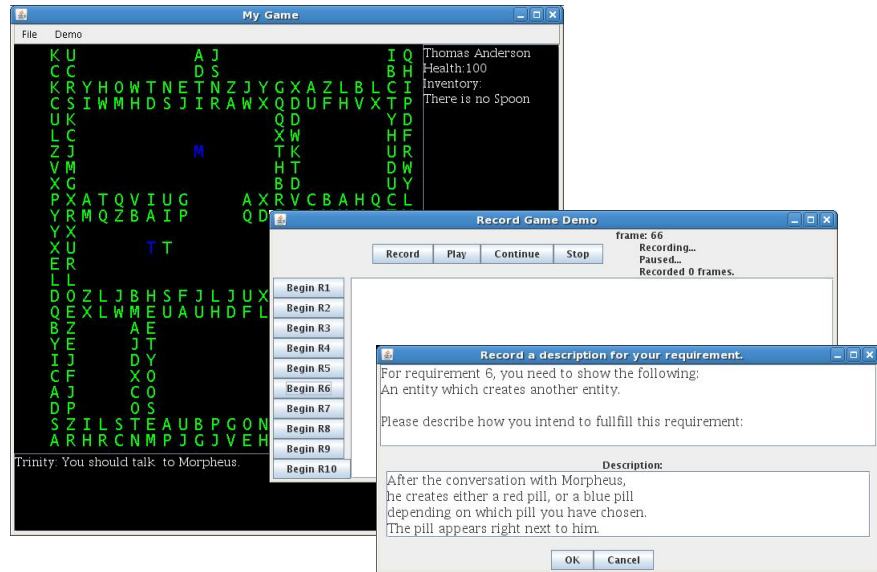 My Game
File Demo
K U A J I Q
C C D S B H
K R Y H O W T N E T N Z J Y G X A Z L B L C I
C S I W M H D S J I R A W X Q D U F H V X T P
U K Q D Y D
L C X W H F
Z J M T K U R
V M H T D W
X G B D U Y
P X A T Q V I U G A X R V C B A H Q C L
Y R M Q Z B A I P Q D
Y X
X U T T
E R
L L
D O Z L J B H S F J L J U X
Q E X L W M E U A U H D F L
B Z A E
Y E J T
I J D Y
C F X O
A J C O
D P O S
S Z I L S T E A U B P G O N
A R H R C N M P J G J V E H
Thomas Anderson
Health:100
Inventory:
There is no Spoon
Trinity: You should talk to Morpheus.
Record Game Demo
Record Play Continue Stop
frame: 66
Recording...
Paused...
Recorded 0 frames.
Begin R1
Begin R2
Begin R3
Begin R4
Begin R5
Begin R6
Begin R7
Begin R8
Begin R9
Begin R10
Record a description for your requirement.
For requirement 6, you need to show the following:
An entity which creates another entity.
Please describe how you intend to fullfill this requirement:
Description:
After the conversation with Morpheus,
he creates either a red pill, or a blue pill
depending on which pill you have chosen.
The pill appears right next to him.
OK Cancel